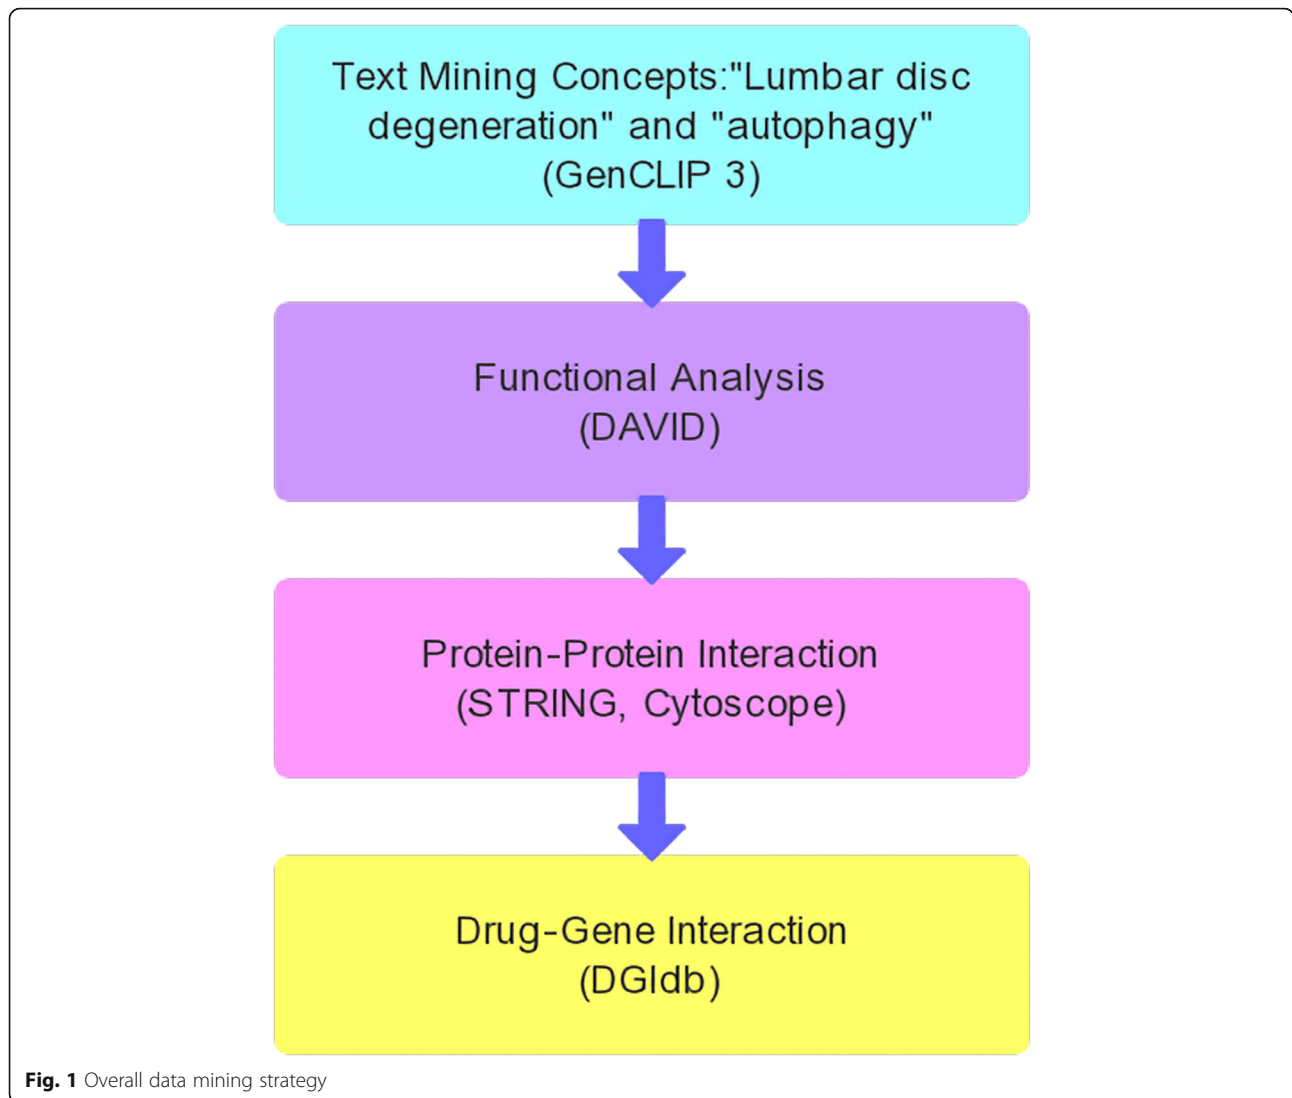 Text Mining Concepts:"Lumbar disc
degeneration" and "autophagy"
(GenCLIP 3)
Functional Analysis
(DAVID)
Protein-Protein Interaction
(STRING, Cytoscope)
Drug-Gene Interaction
(DGIdb)
Fig. 1 Overall data mining strategy